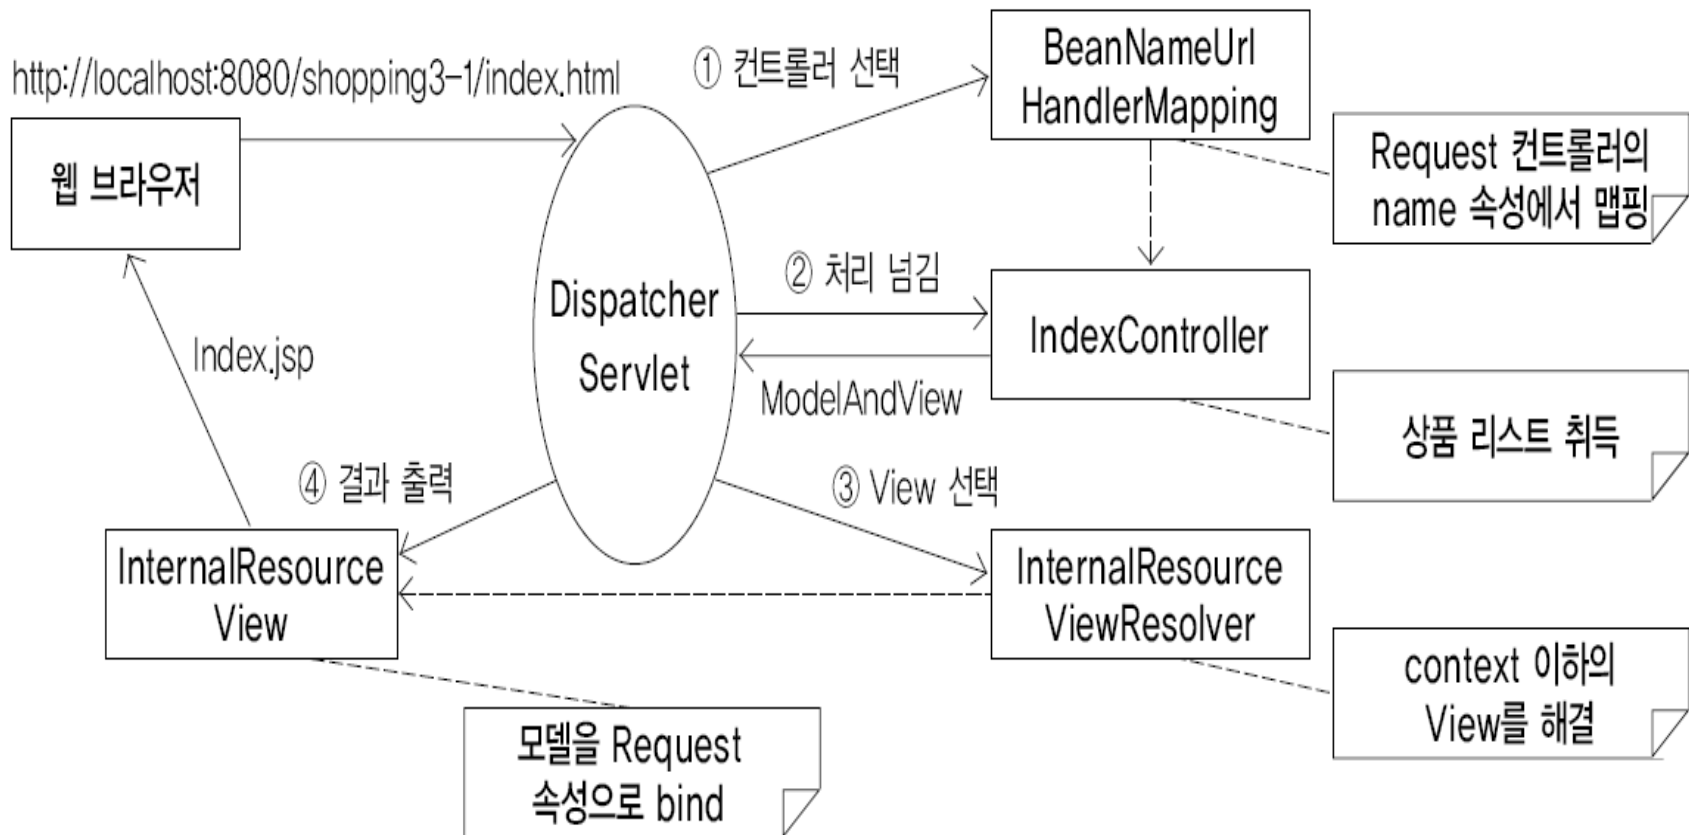 http://localhost:8080/shopping3-1/index.html
① 컨트롤러 선택
BeanNameUrl
HandlerMapping
웹 브라우저
Request 컨트롤러의
name 속성에서 맵핑
② 처리 넘김
Dispatcher
Servlet
IndexController
Index.jsp
ModelAndView
상품 리스트 취득
④ 결과 출력
③ View 선택
InternalResource
View
InternalResource
ViewResolver
context 이하의
View를 해결
모델을 Request
속성으로 bind